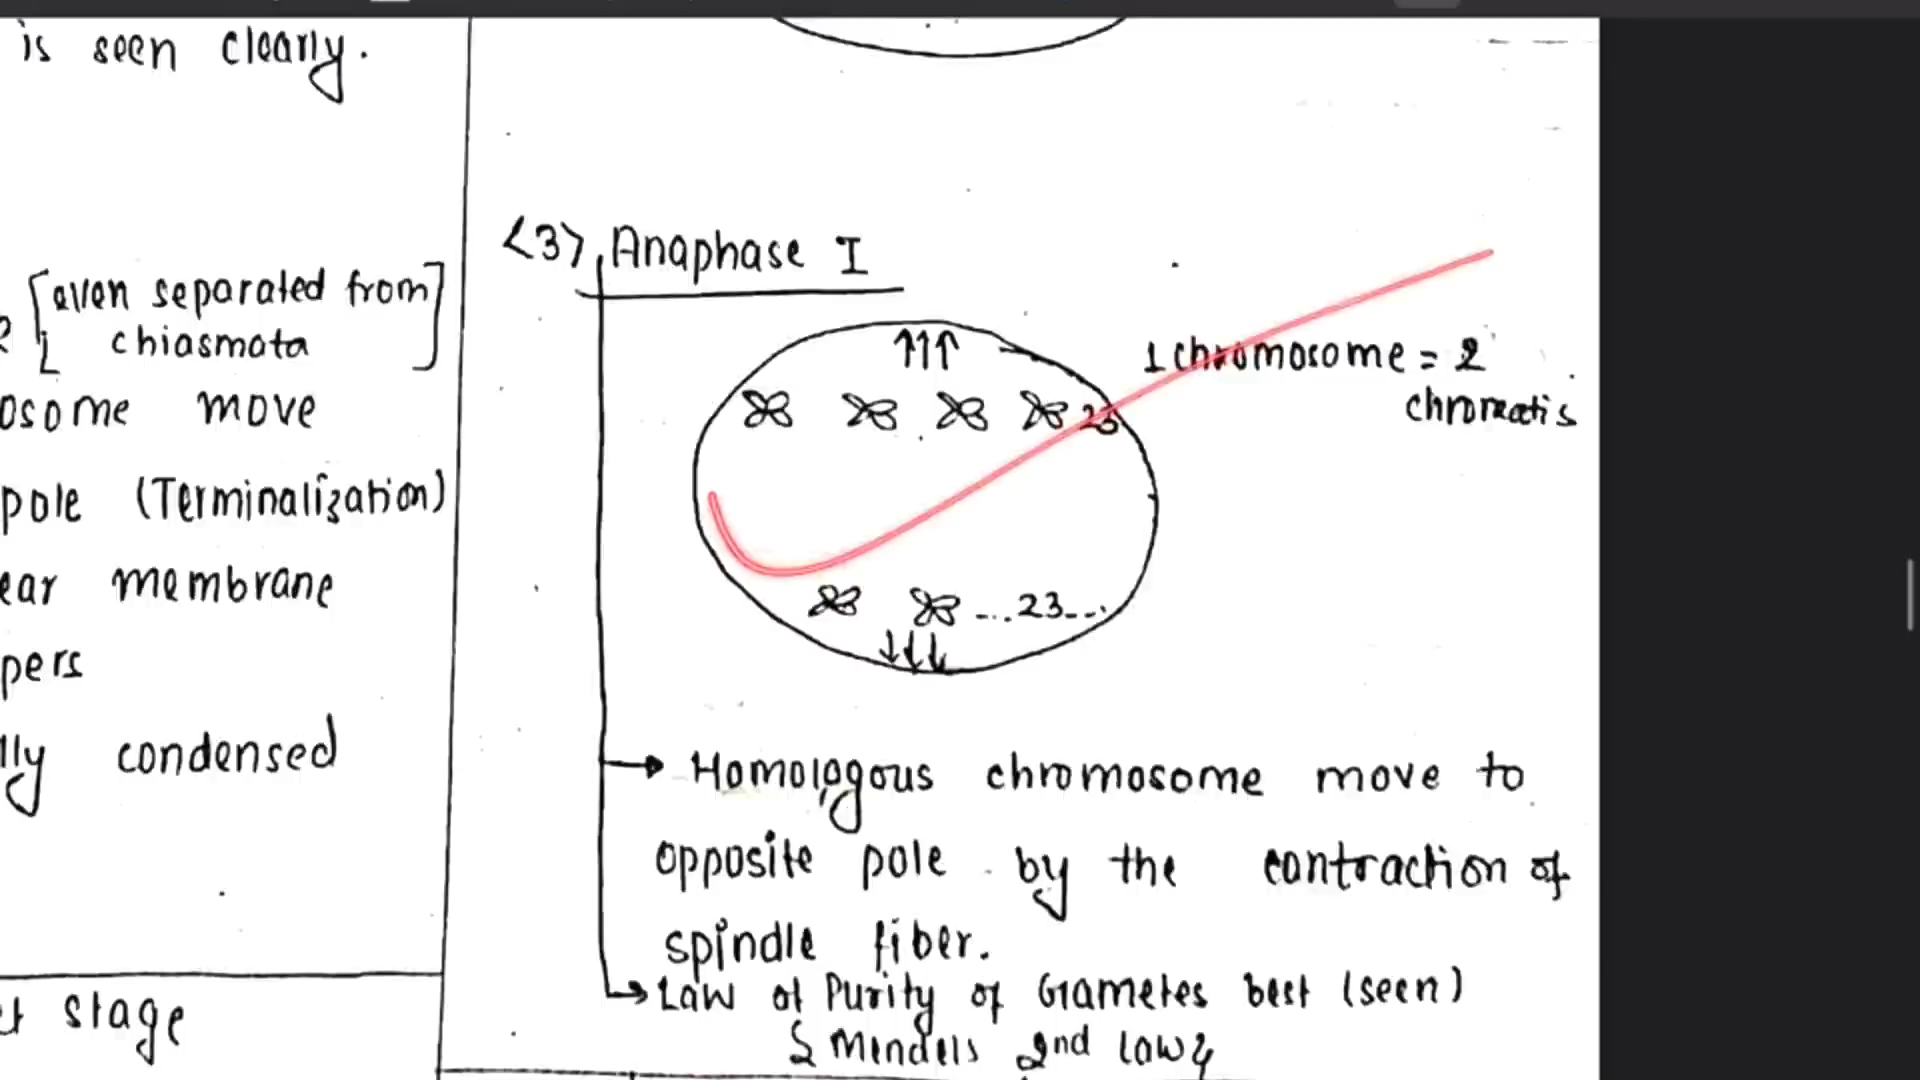 is seen clearly.
[even separated from
chiasmata]
osome move
pole (Terminalization)
ear membrane
pers
lly condensed
stage
<3> Anaphase I
↑↑↑
23
1 chromosome = 2
chromatis
...23...
↓↓↓
→ Homologous chromosome move to
opposite pole by the contraction of
spindle fiber.
→ Law of Purity of Gametes best (seen)
{ Mendels 2nd law }